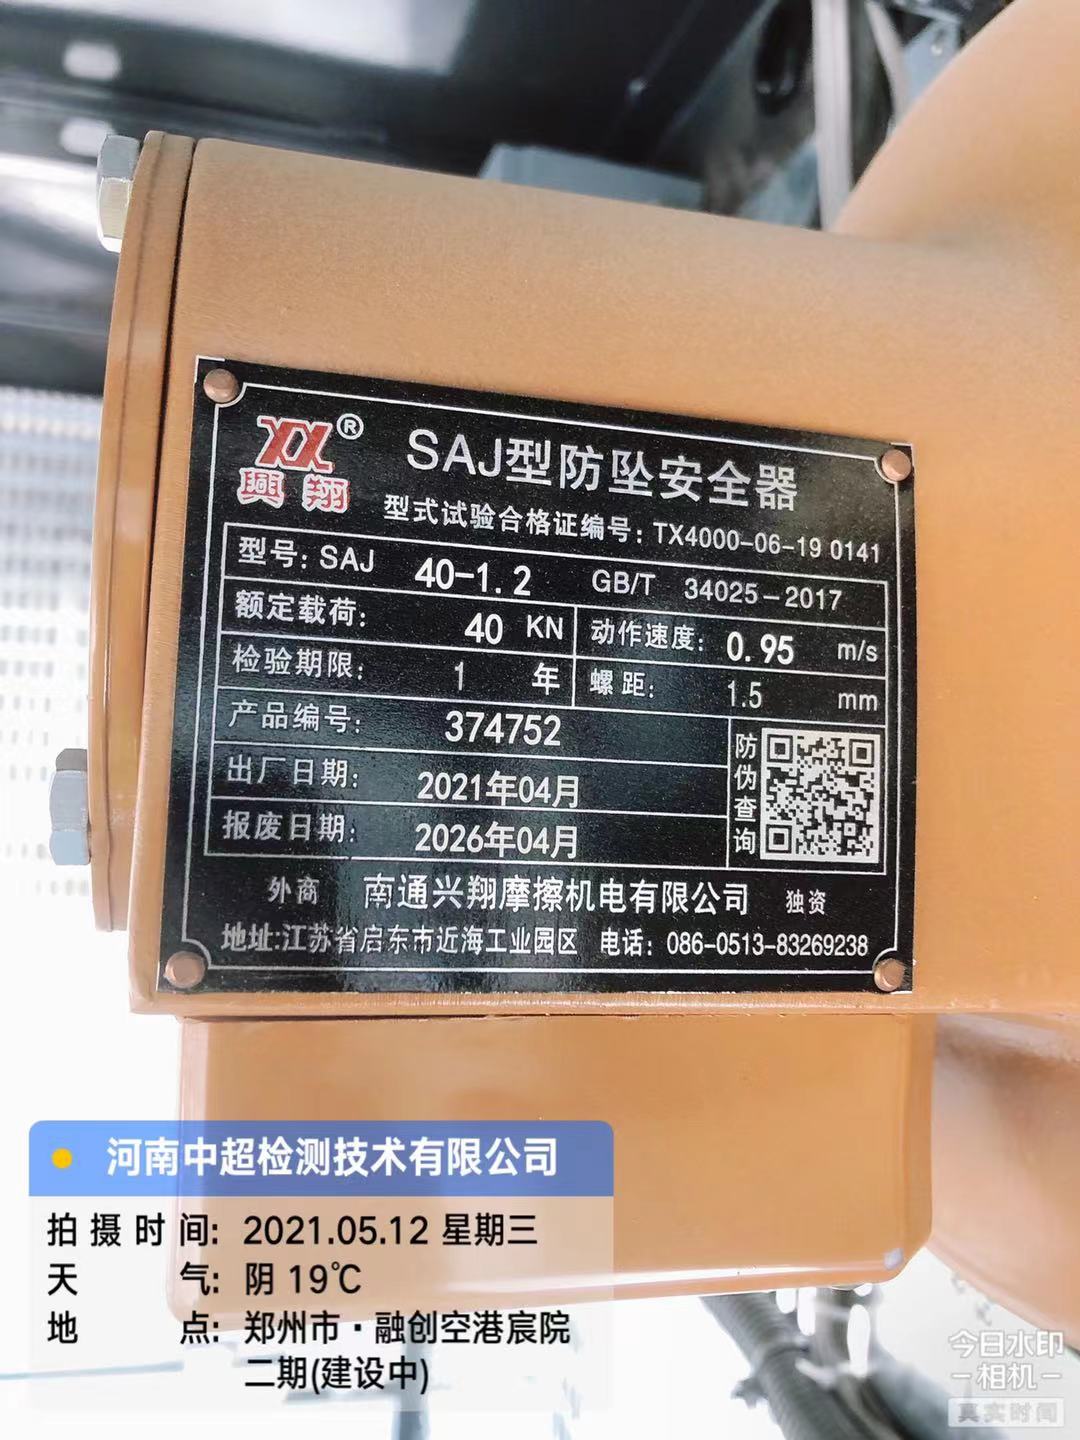 XX®
興翔
SAJ型防坠安全器
型式试验合格证编号: TX4000-06-19 0141
型号: SAJ 40-1.2 GB/T 34025-2017
额定载荷: 40 KN 动作速度: 0.95 m/s
检验期限: 1 年 螺距: 1.5 mm
产品编号: 374752
出厂日期: 2021年04月
报废日期: 2026年04月
防伪查询
外商 南通兴翔摩擦机电有限公司 独资
地址:江苏省启东市近海工业园区 电话: 086-0513-83269238
河南中超检测技术有限公司
拍摄时间: 2021.05.12 星期三
天气: 阴 19℃
地点: 郑州市·融创空港宸院
二期(建设中)
今日水印
-相机-
真实时间